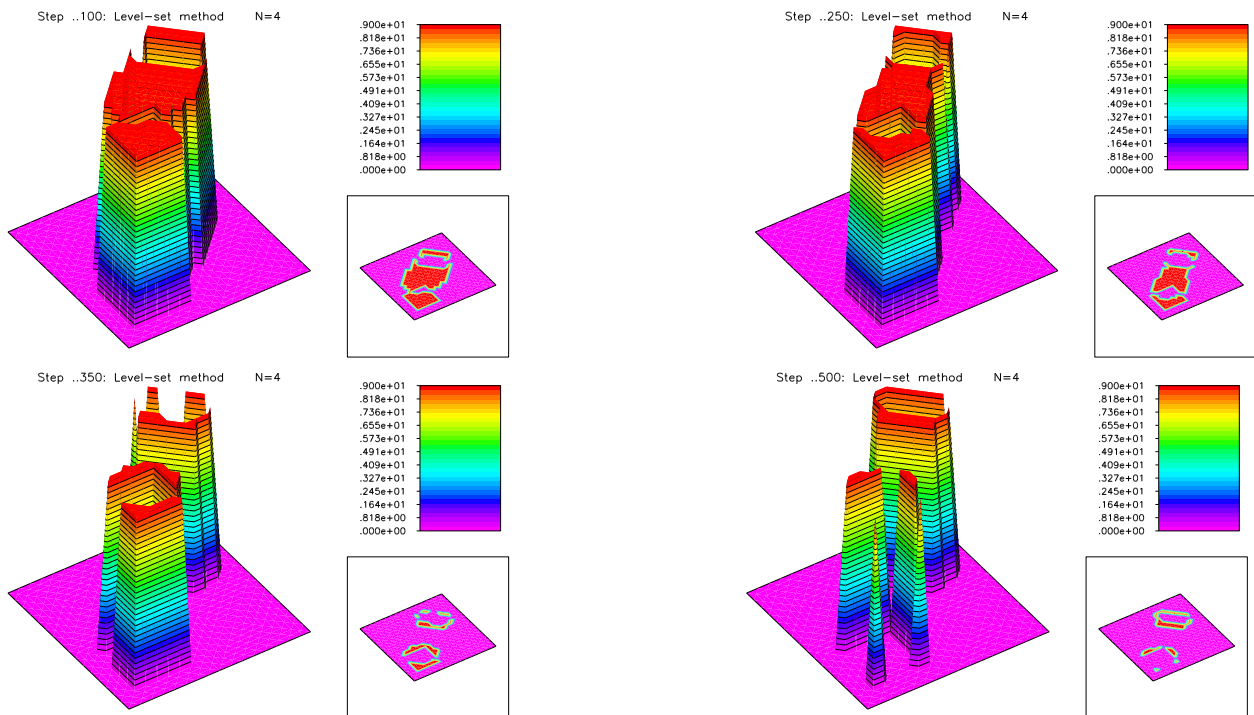 Step ..100: Level-set method N=4
.900e+01
.818e+01
.736e+01
.655e+01
.573e+01
.491e+01
.409e+01
.327e+01
.245e+01
.164e+01
.818e+00
.000e+00
Step ..250: Level-set method N=4
.900e+01
.818e+01
.736e+01
.655e+01
.573e+01
.491e+01
.409e+01
.327e+01
.245e+01
.164e+01
.818e+00
.000e+00
Step ..350: Level-set method N=4
.900e+01
.818e+01
.736e+01
.655e+01
.573e+01
.491e+01
.409e+01
.327e+01
.245e+01
.164e+01
.818e+00
.000e+00
Step ..500: Level-set method N=4
.900e+01
.818e+01
.736e+01
.655e+01
.573e+01
.491e+01
.409e+01
.327e+01
.245e+01
.164e+01
.818e+00
.000e+00